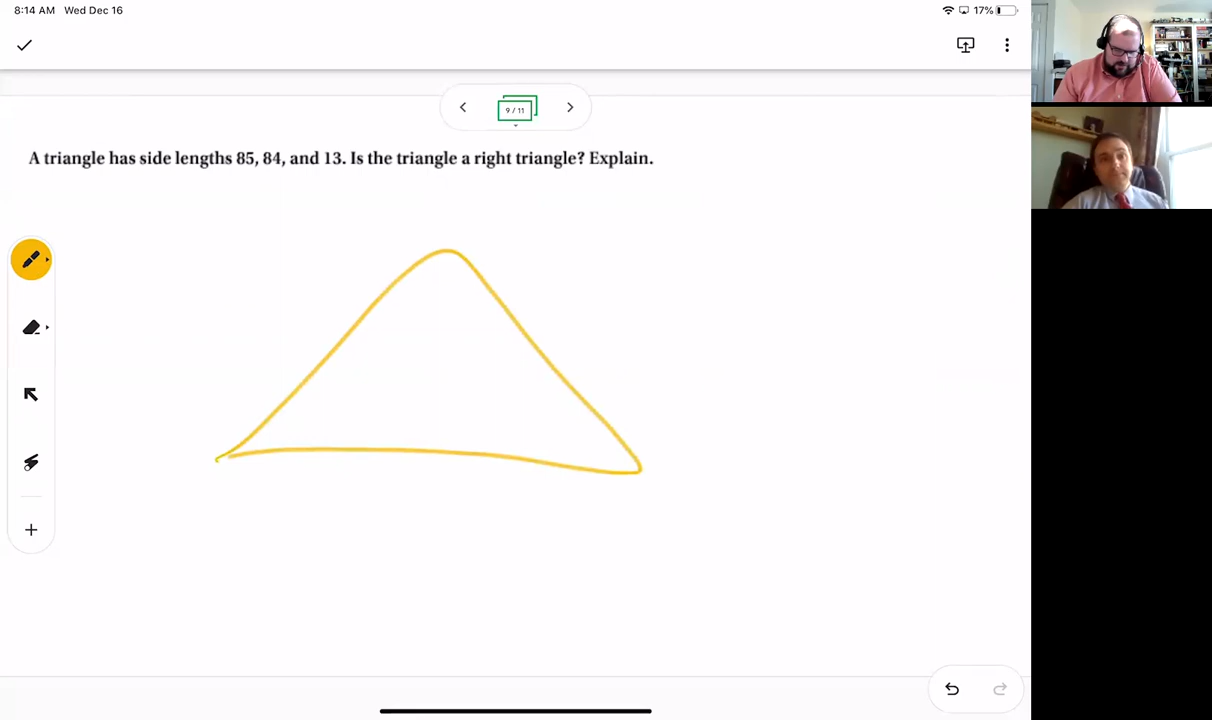 8:14 AM Wed Dec 16
17%
9 / 11
A triangle has side lengths 85, 84, and 13. Is the triangle a right triangle? Explain.